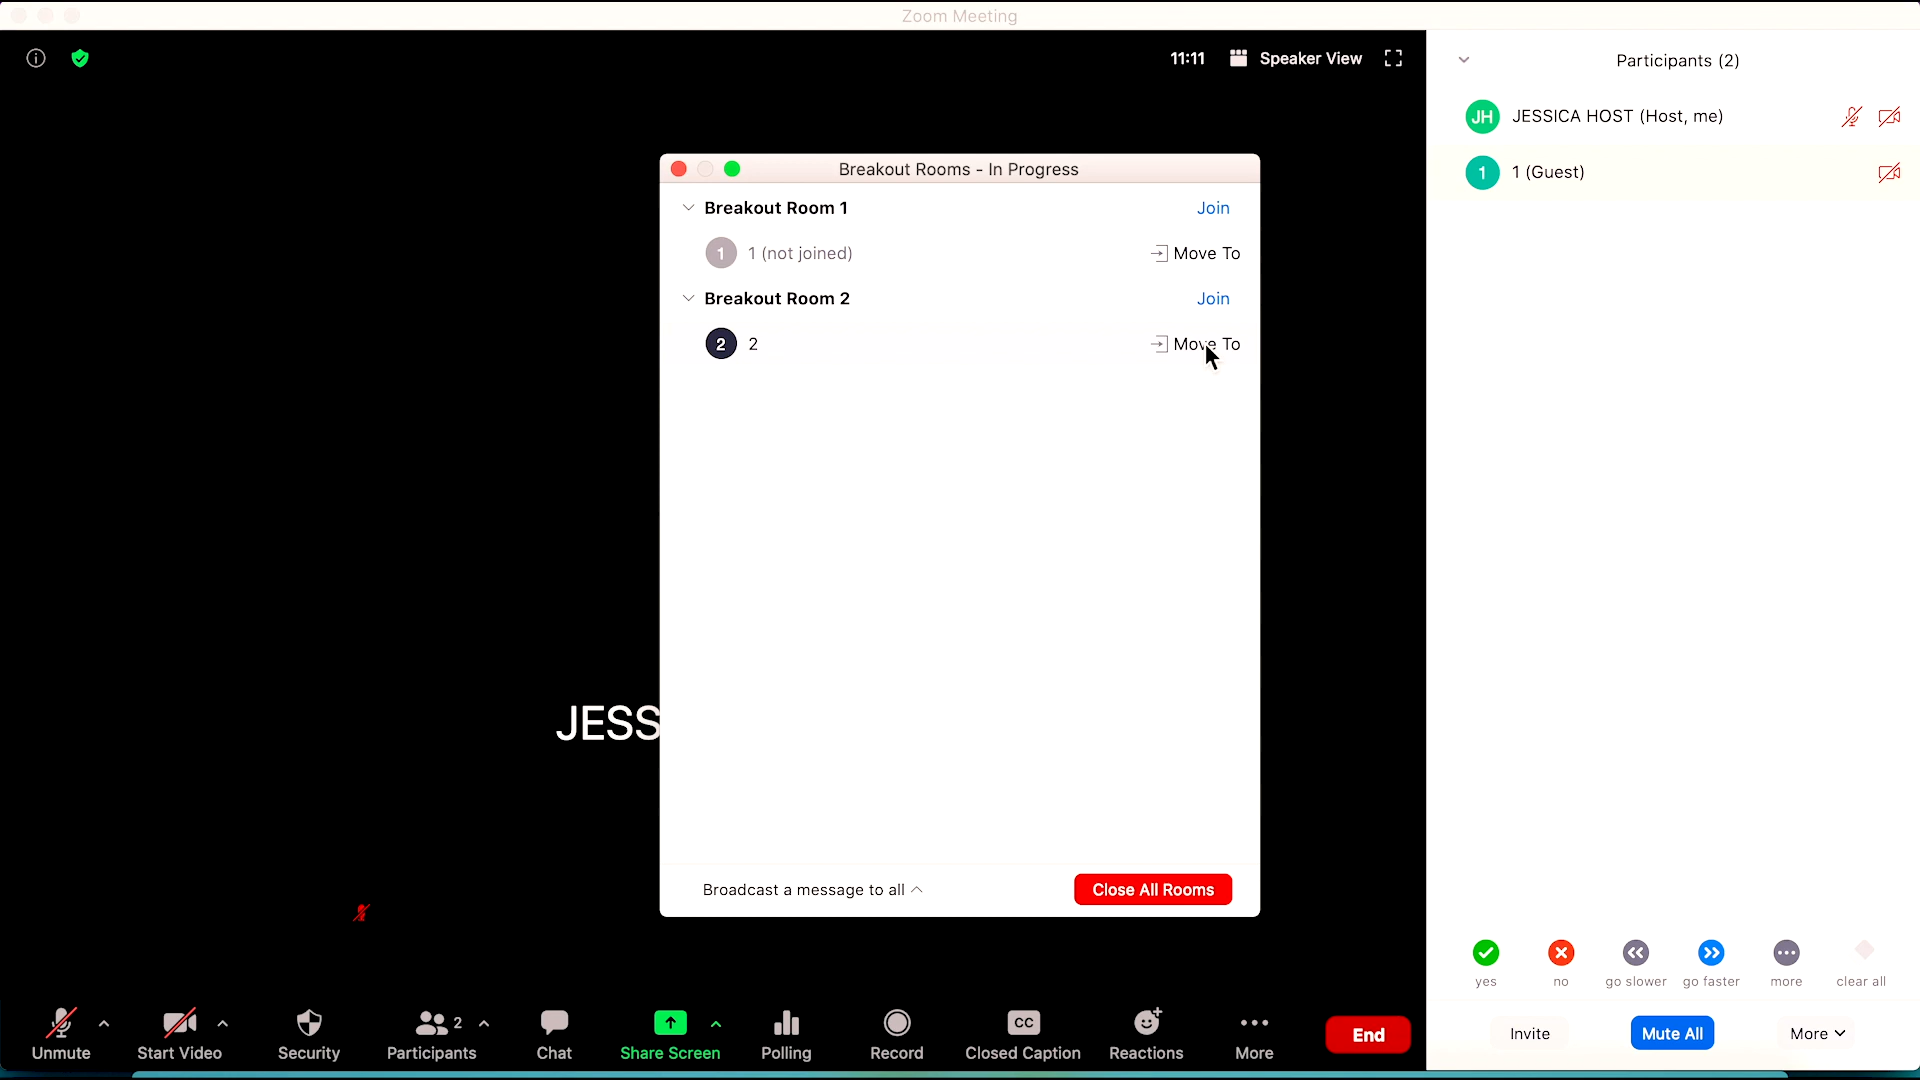 Zoom Meeting
11:11 Speaker View
Participants (2)
JH JESSICA HOST (Host, me)
1 1 (Guest)
Breakout Rooms - In Progress
Breakout Room 1 Join
1 1 (not joined) Move To
Breakout Room 2 Join
2 2 Move To
JESS
Broadcast a message to all Close All Rooms
yes no go slower go faster more clear all
Unmute Start Video Security Participants 2 Chat Share Screen Polling Record CC Closed Caption Reactions More End
Invite Mute All More